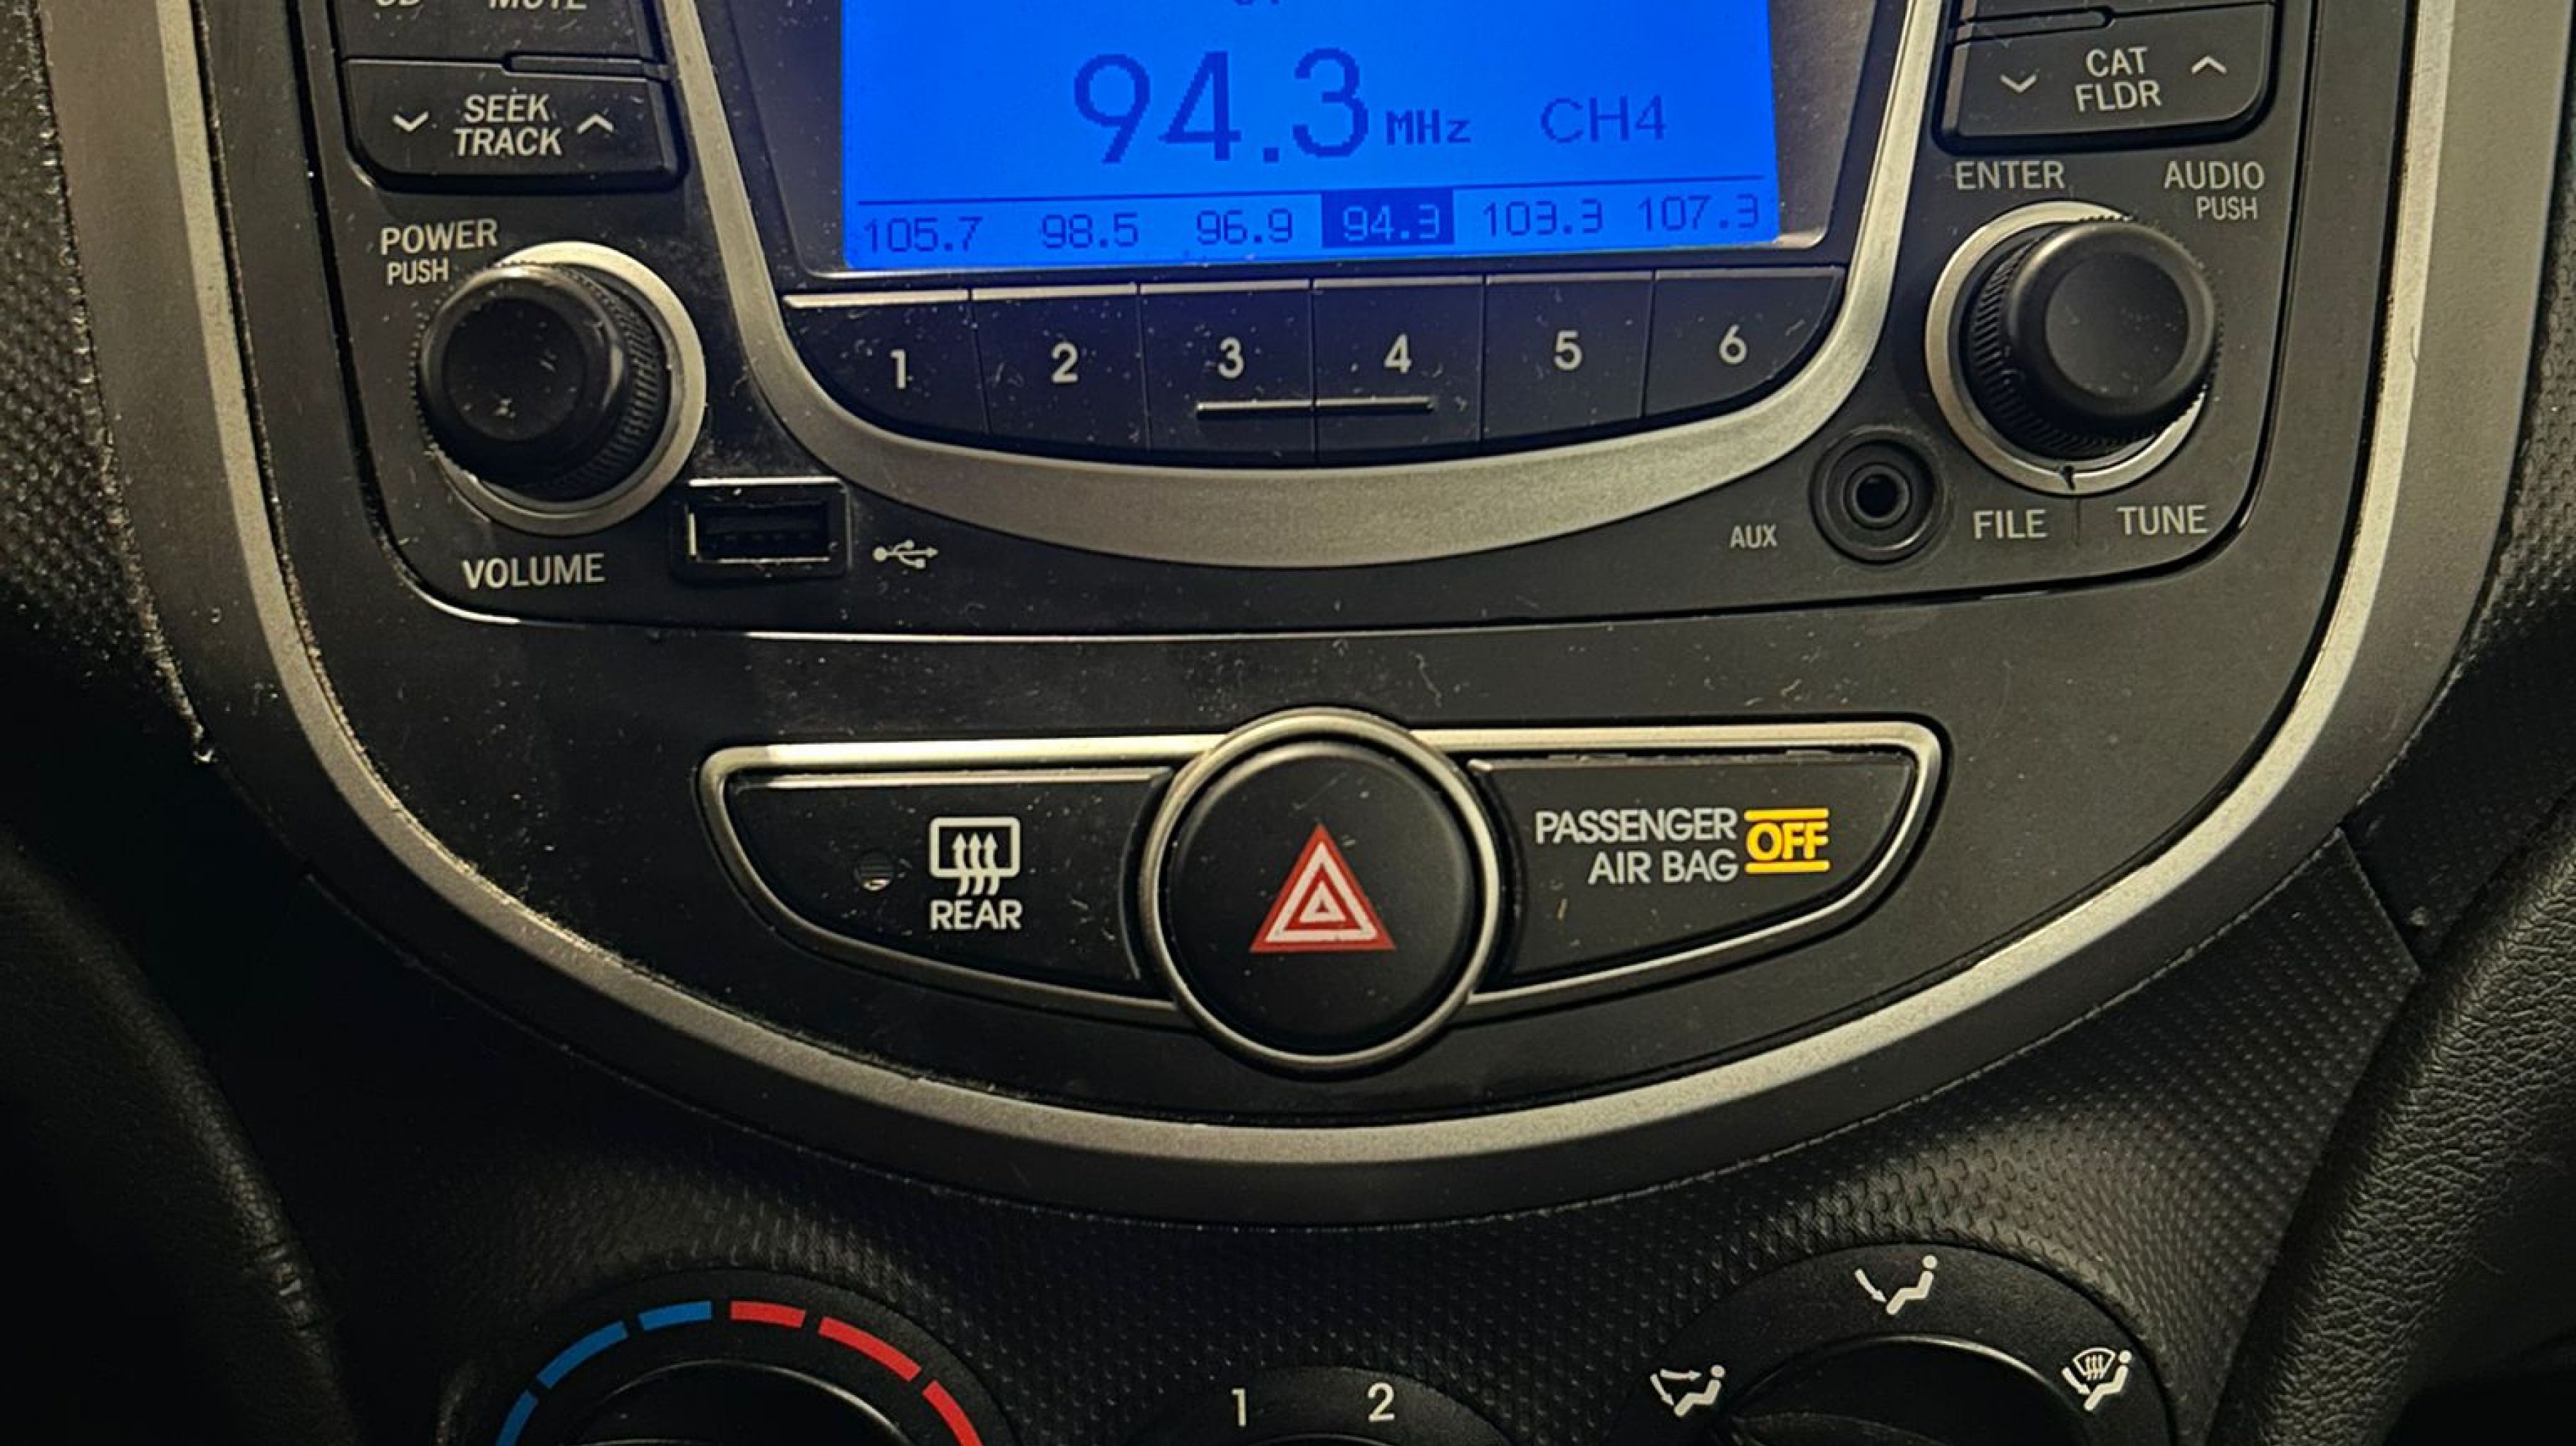 MUTE
SEEK
TRACK
CAT
FLDR
94.3 MHz CH4
105.7 98.5 96.9 94.3 103.3 107.3
POWER
PUSH
ENTER
AUDIO
PUSH
1 2 3 4 5 6
VOLUME
AUX
FILE
TUNE
REAR
PASSENGER
AIR BAG
OFF
1 2